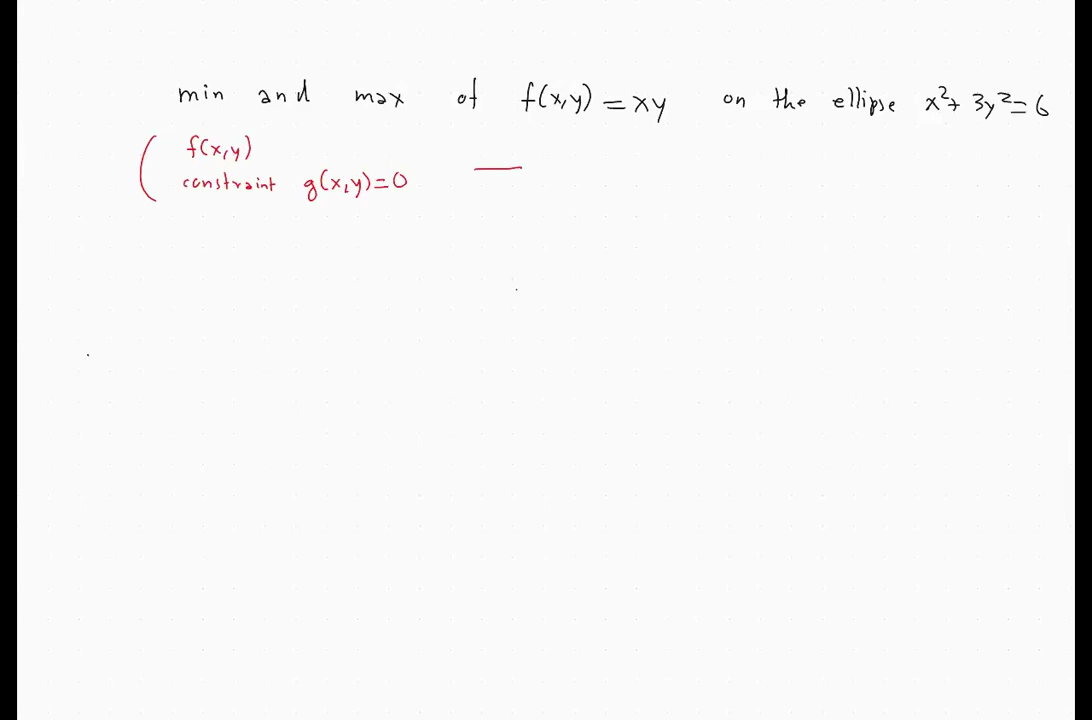 min and max of f(x,y) = xy on the ellipse x²+ 3y²=6
( f(x,y)
constraint g(x,y)=0 —